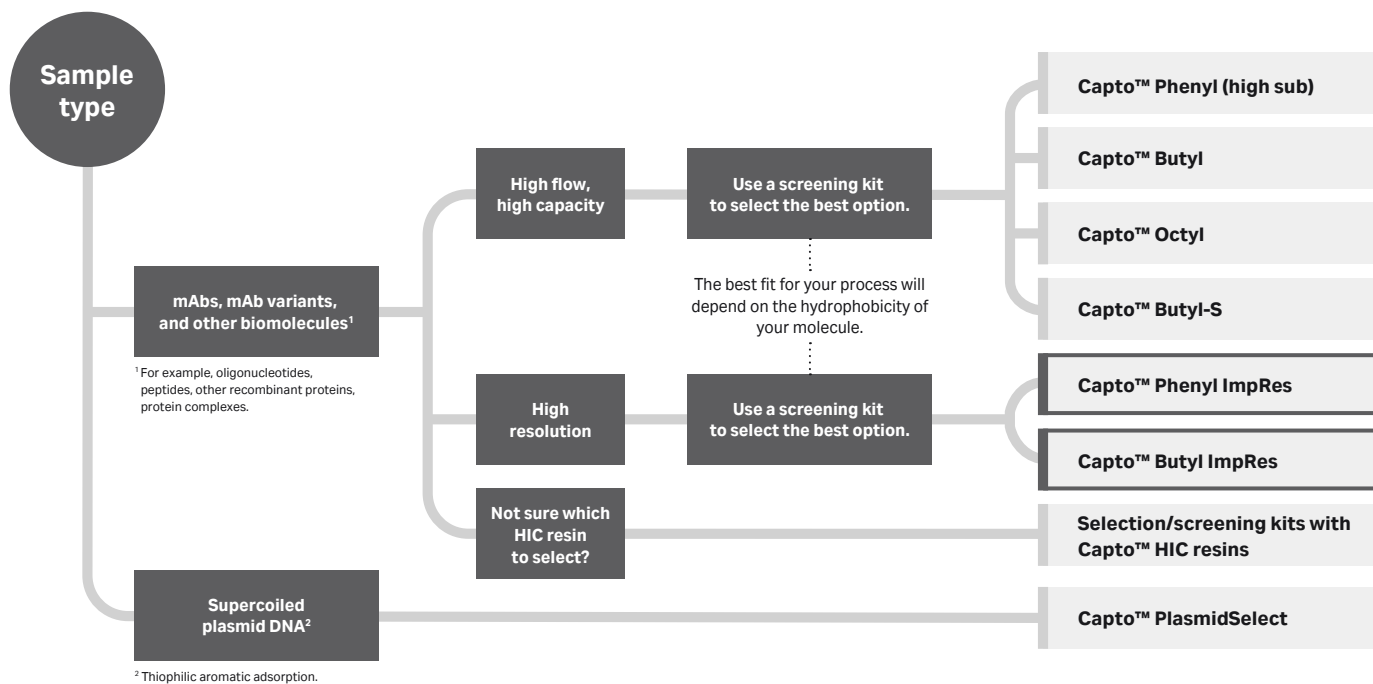 Sample
type
mAbs, mAb variants,
and other biomolecules¹
¹ For example, oligonucleotides,
peptides, other recombinant proteins,
protein complexes.
Supercoiled
plasmid DNA²
² Thiophilic aromatic adsorption.
High flow,
high capacity
High
resolution
Not sure which
HIC resin
to select?
Use a screening kit
to select the best option.
The best fit for your process will
depend on the hydrophobicity of
your molecule.
Use a screening kit
to select the best option.
Capto™ Phenyl (high sub)
Capto™ Butyl
Capto™ Octyl
Capto™ Butyl-S
Capto™ Phenyl ImpRes
Capto™ Butyl ImpRes
Selection/screening kits with
Capto™ HIC resins
Capto™ PlasmidSelect